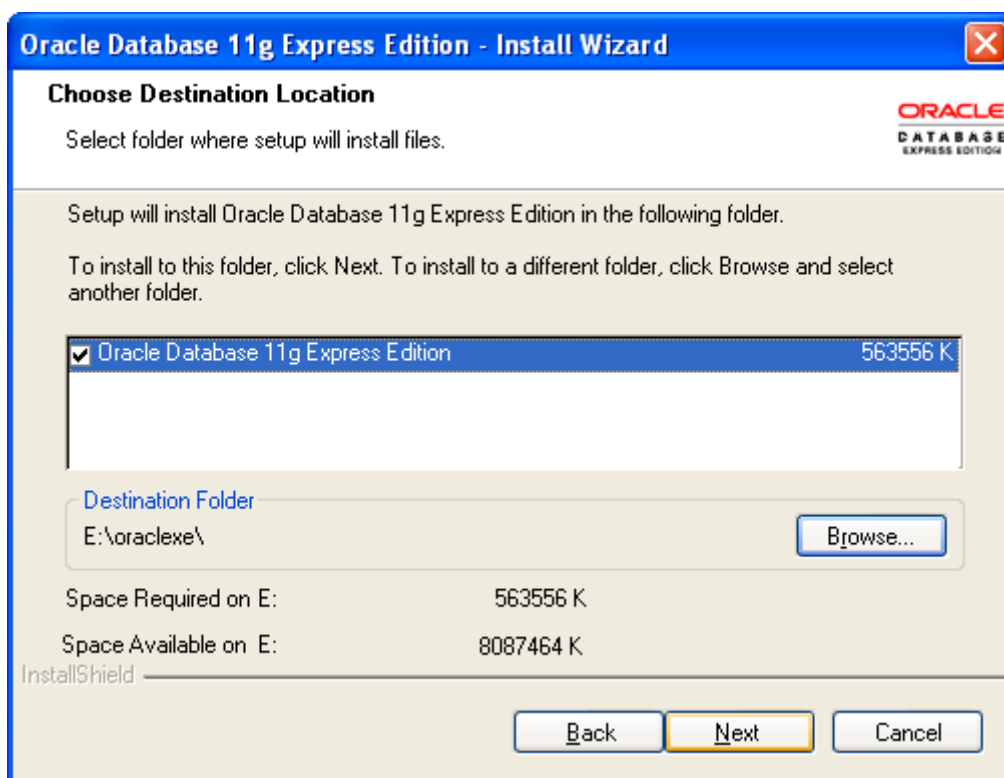 Oracle Database 11g Express Edition - Install Wizard
Choose Destination Location
Select folder where setup will install files.
ORACLE
DATABASE
EXPRESS EDITION
Setup will install Oracle Database 11g Express Edition in the following folder.
To install to this folder, click Next. To install to a different folder, click Browse and select
another folder.
Oracle Database 11g Express Edition 563556 K
Destination Folder
E:\oraclexe\
Browse...
Space Required on E: 563556 K
Space Available on E: 8087464 K
InstallShield
Back Next Cancel